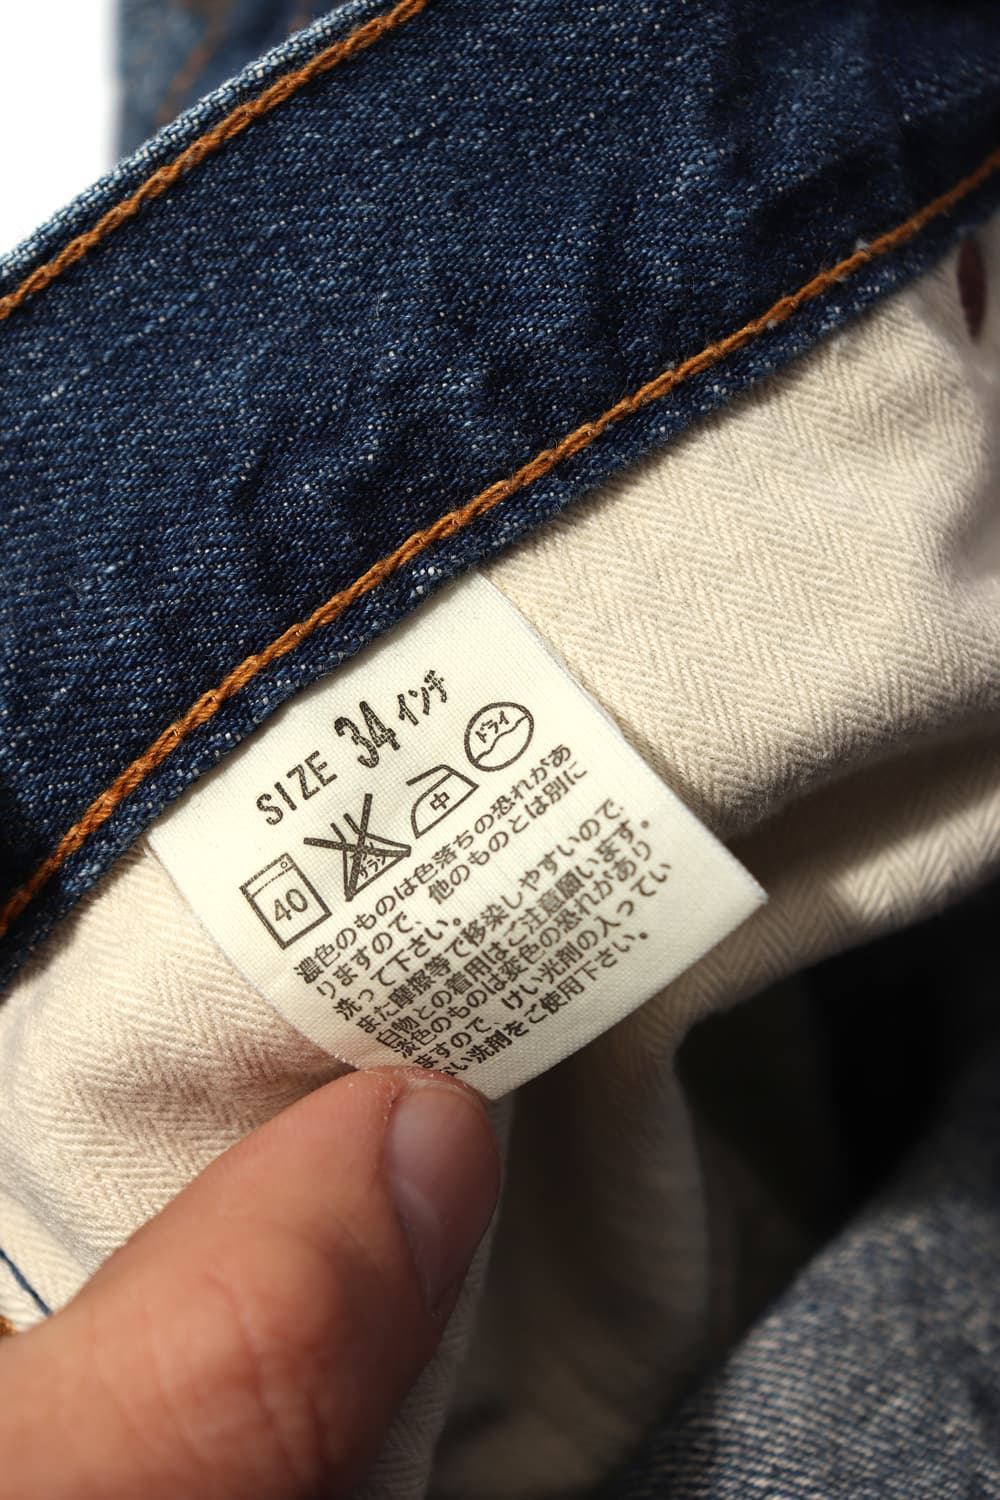 SIZE 34インチ
40 中 ドライ
濃色のものは色落ちの恐れがあ
りますので、他のものとは別に
洗って下さい。
また摩擦等で移染しやすいので、
白物との着用はご注意願います。
淡色のものは変色の恐れがあり
ますので、けい光剤の入ってい
ない洗剤をご使用下さい。